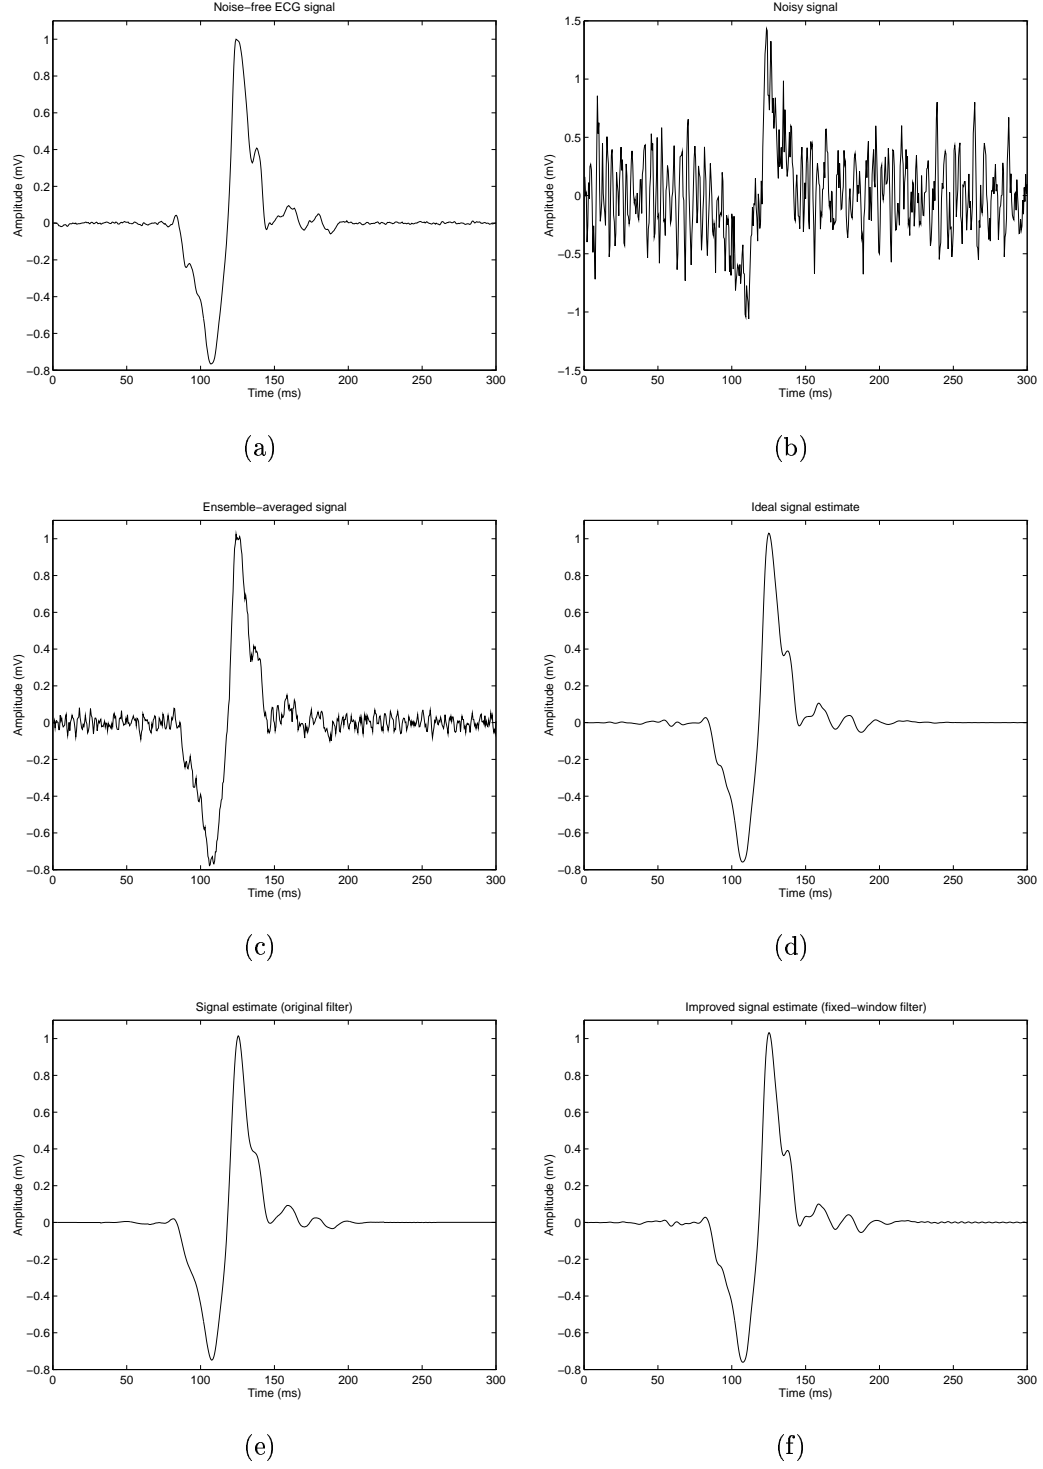 Noise−free ECG signal
Amplitude (mV)
1
0.8
0.6
0.4
0.2
0
−0.2
−0.4
−0.6
−0.8
0 50 100 150 200 250 300
Time (ms)
(a)
Noisy signal
Amplitude (mV)
1.5
1
0.5
0
−0.5
−1
−1.5
0 50 100 150 200 250 300
Time (ms)
(b)
Ensemble−averaged signal
Amplitude (mV)
1
0.8
0.6
0.4
0.2
0
−0.2
−0.4
−0.6
−0.8
0 50 100 150 200 250 300
Time (ms)
(c)
Ideal signal estimate
Amplitude (mV)
1
0.8
0.6
0.4
0.2
0
−0.2
−0.4
−0.6
−0.8
0 50 100 150 200 250 300
Time (ms)
(d)
Signal estimate (original filter)
Amplitude (mV)
1
0.8
0.6
0.4
0.2
0
−0.2
−0.4
−0.6
−0.8
0 50 100 150 200 250 300
Time (ms)
(e)
Improved signal estimate (fixed−window filter)
Amplitude (mV)
1
0.8
0.6
0.4
0.2
0
−0.2
−0.4
−0.6
−0.8
0 50 100 150 200 250 300
Time (ms)
(f)